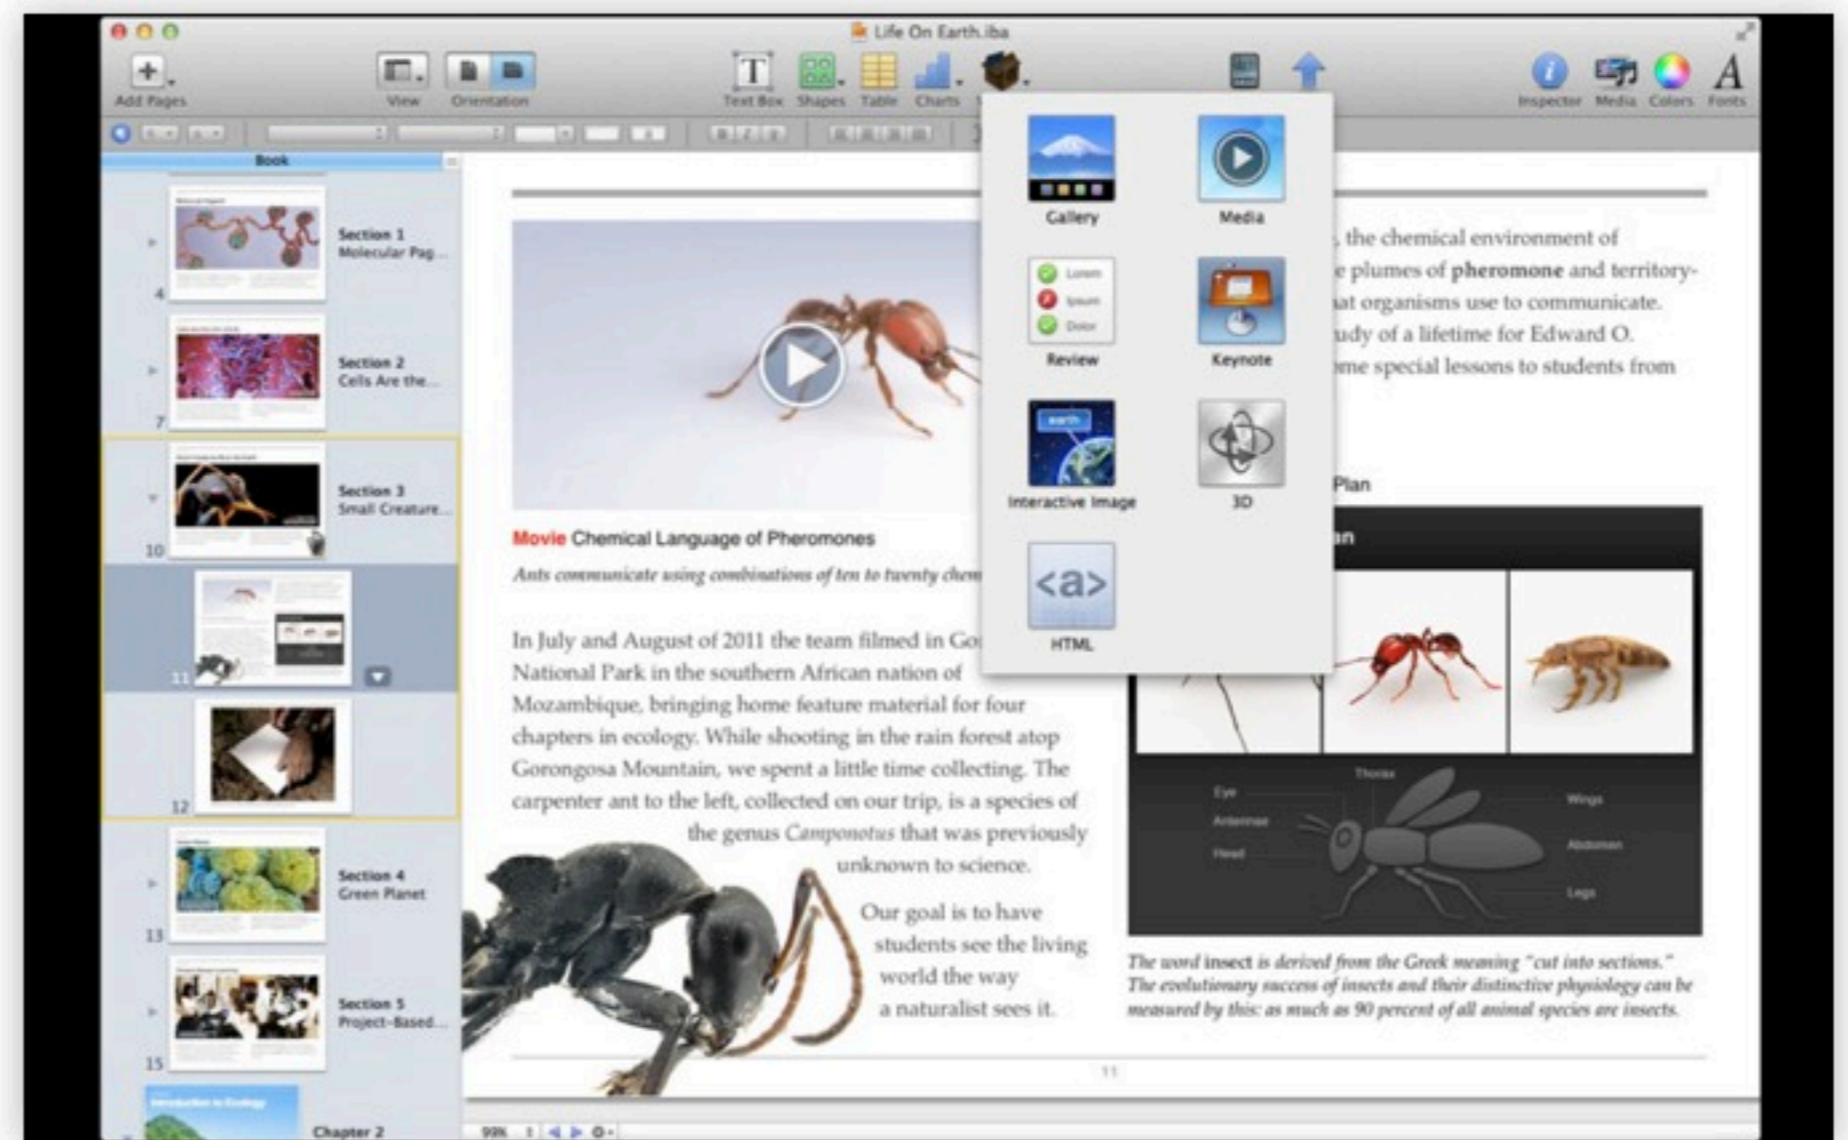 Life On Earth.iba
Add Pages
View
Orientation
T
Text Box
Shapes
Table
Charts
i
Inspector
Media
Colors
A
Fonts
Book
Section 1
Molecular Pag...
4
Section 2
Cells Are the...
7
Section 3
Small Creature...
10
11
12
Section 4
Green Planet
13
Section 5
Project-Based...
15
Introduction to Ecology
Chapter 2
Movie Chemical Language of Pheromones
Ants communicate using combinations of ten to twenty chem
In July and August of 2011 the team filmed in Go
National Park in the southern African nation of
Mozambique, bringing home feature material for four
chapters in ecology. While shooting in the rain forest atop
Gorongosa Mountain, we spent a little time collecting. The
carpenter ant to the left, collected on our trip, is a species of
the genus Camponotus that was previously
unknown to science.
Our goal is to have
students see the living
world the way
a naturalist sees it.
Gallery
Media
Lorem
Ipsum
Dolor
Review
Keynote
earth
Interactive Image
3D
<a>
HTML
, the chemical environment of
e plumes of pheromone and territory-
at organisms use to communicate.
udy of a lifetime for Edward O.
me special lessons to students from
Plan
an
Thorax
Eye
Antennae
Head
Wings
Abdomen
Legs
The word insect is derived from the Greek meaning "cut into sections."
The evolutionary success of insects and their distinctive physiology can be
measured by this: as much as 90 percent of all animal species are insects.
11
99%